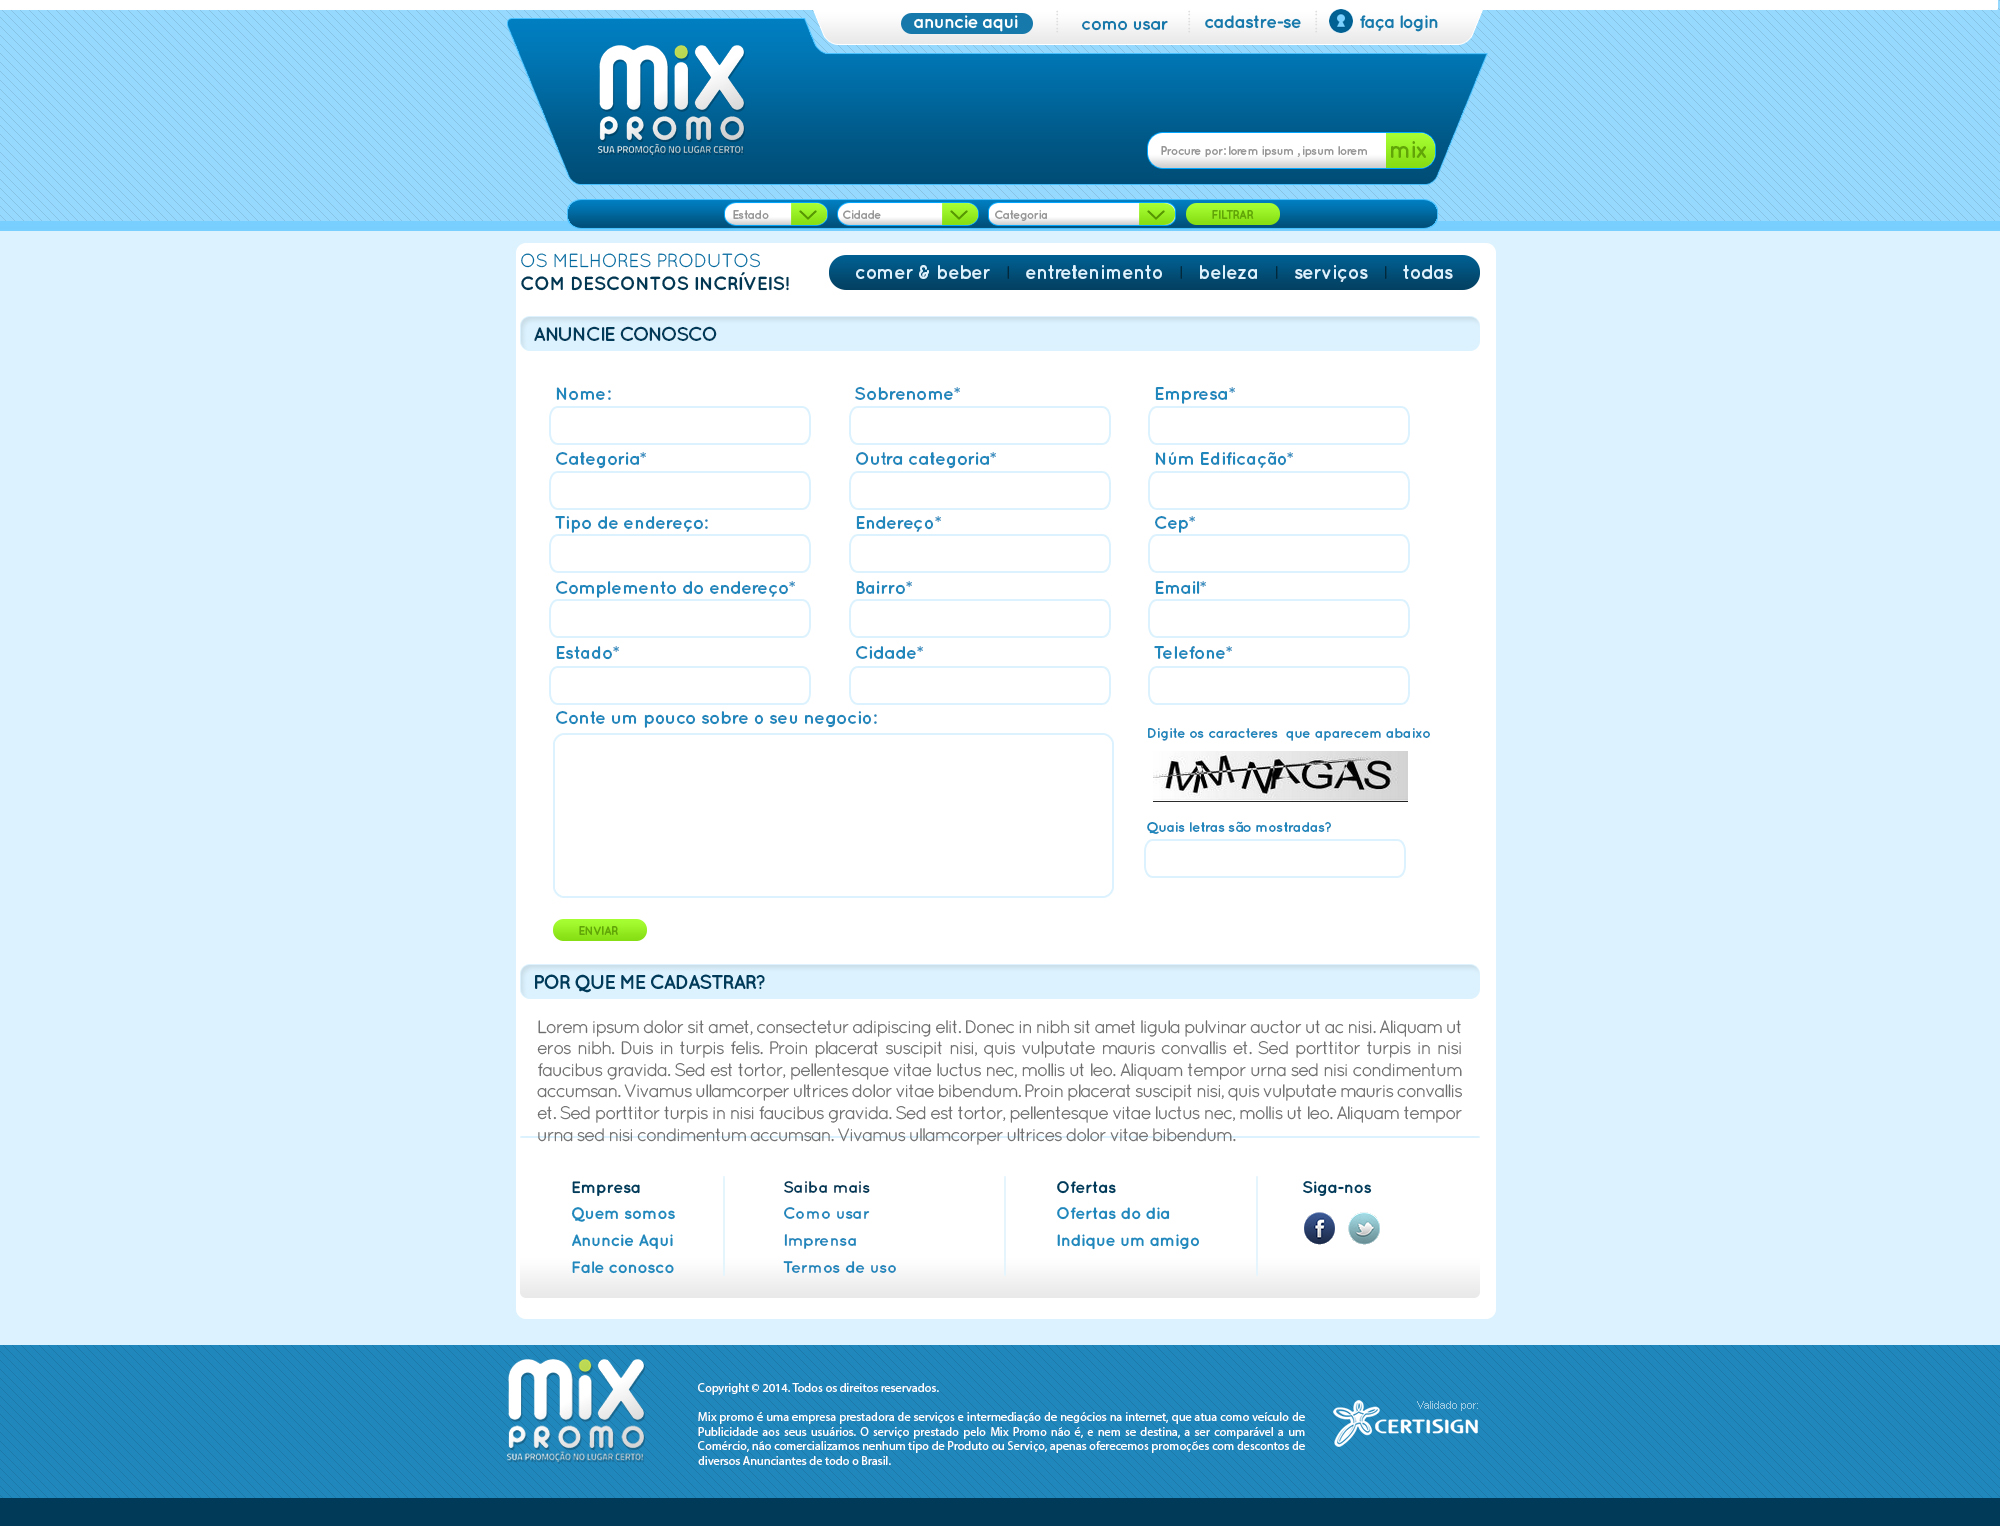 anuncie aqui
como usar
cadastre-se
faça login
mix
PROMO
SUA PROMOÇÃO NO LUGAR CERTO!
Procure por: lorem ipsum , ipsum lorem
mix
Estado
Cidade
Categoria
FILTRAR
OS MELHORES PRODUTOS
COM DESCONTOS INCRÍVEIS!
comer & beber
entretenimento
beleza
serviços
todas
ANUNCIE CONOSCO
Nome:
Sobrenome*
Empresa*
Categoria*
Outra categoria*
Núm Edificação*
Tipo de endereço:
Endereço*
Cep*
Complemento do endereço*
Bairro*
Email*
Estado*
Cidade*
Telefone*
Conte um pouco sobre o seu negocio:
Digite os caracteres que aparecem abaixo
Quais letras são mostradas?
ENVIAR
POR QUE ME CADASTRAR?
Lorem ipsum dolor sit amet, consectetur adipiscing elit. Donec in nibh sit amet ligula pulvinar auctor ut ac nisi. Aliquam ut
eros nibh. Duis in turpis felis. Proin placerat suscipit nisi, quis vulputate mauris convallis et. Sed porttitor turpis in nisi
faucibus gravida. Sed est tortor, pellentesque vitae luctus nec, mollis ut leo. Aliquam tempor urna sed nisi condimentum
accumsan. Vivamus ullamcorper ultrices dolor vitae bibendum. Proin placerat suscipit nisi, quis vulputate mauris convallis
et. Sed porttitor turpis in nisi faucibus gravida. Sed est tortor, pellentesque vitae luctus nec, mollis ut leo. Aliquam tempor
urna sed nisi condimentum accumsan. Vivamus ullamcorper ultrices dolor vitae bibendum.
Empresa
Quem somos
Anuncie Aqui
Fale conosco
Saiba mais
Como usar
Imprensa
Termos de uso
Ofertas
Ofertas do dia
Indique um amigo
Siga-nos
f
mix
PROMO
SUA PROMOÇÃO NO LUGAR CERTO!
Copyright © 2014. Todos os direitos reservados.
Mix promo é uma empresa prestadora de serviços e intermediação de negócios na internet, que atua como veículo de
Publicidade aos seus usuários. O serviço prestado pelo Mix Promo não é, e nem se destina, a ser comparável a um
Comércio, não comercializamos nenhum tipo de Produto ou Serviço, apenas oferecemos promoções com descontos de
diversos Anunciantes de todo o Brasil.
Validado por:
CERTISIGN